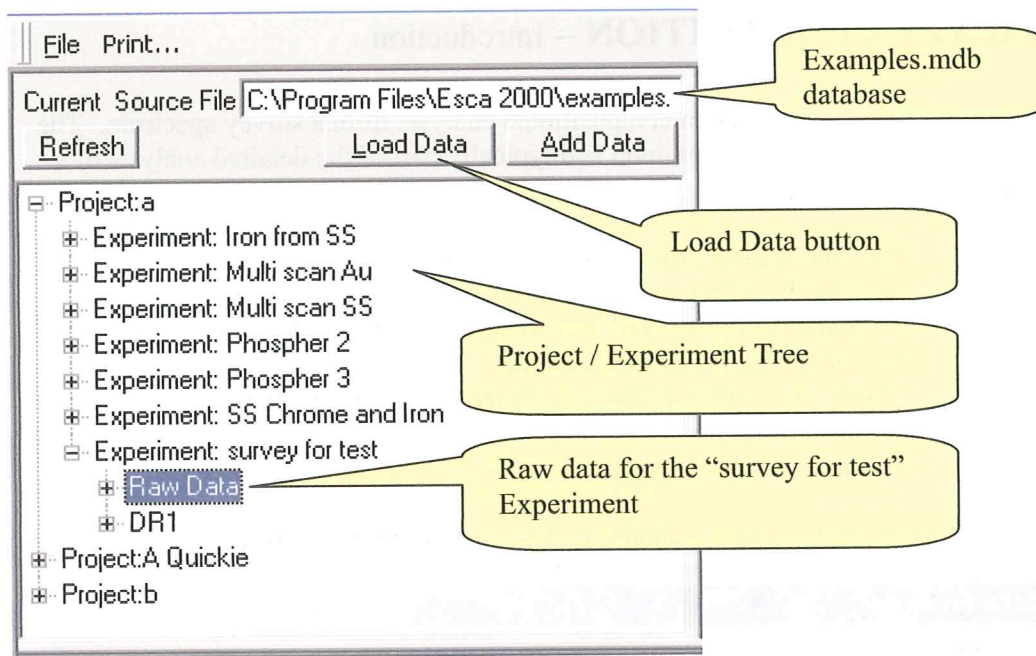 TION – Introduction
File Print...
Examples.mdb
database
Current Source File C:\Program Files\Esca 2000\examples.
Refresh Load Data Add Data
Project:a
Experiment: Iron from SS
Load Data button
Experiment: Multi scan Au
Experiment: Multi scan SS
Experiment: Phospher 2
Project / Experiment Tree
Experiment: Phospher 3
Experiment: SS Chrome and Iron
Experiment: survey for test
Raw data for the “survey for test”
Experiment
Raw Data
DR1
Project:A Quickie
Project:b